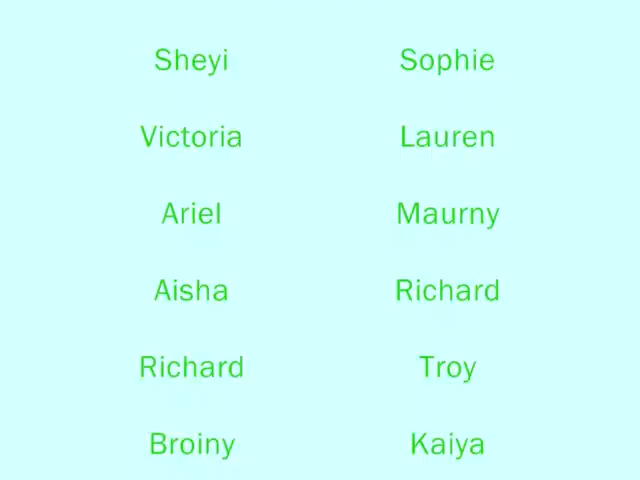 Sheyi Sophie
Victoria Lauren
Ariel Maurny
Aisha Richard
Richard Troy
Broiny Kaiya